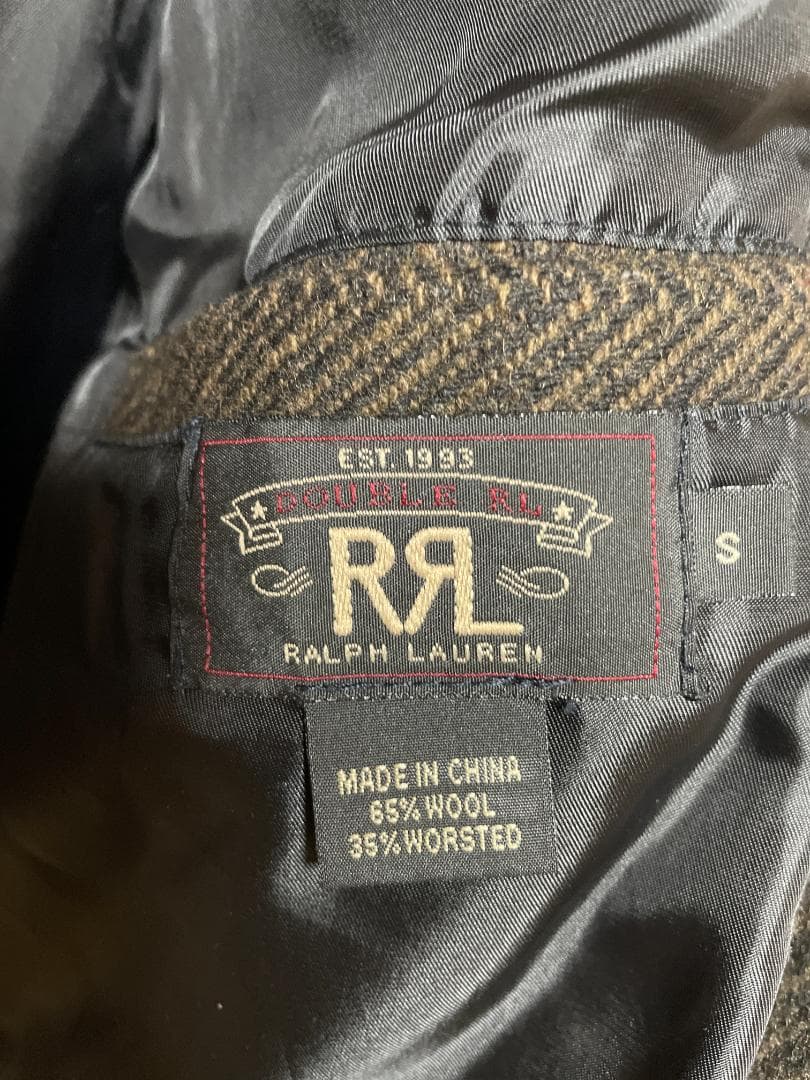 EST. 1993
DOUBLE RL
RRL
RALPH LAUREN
S
MADE IN CHINA
65% WOOL
35% WORSTED